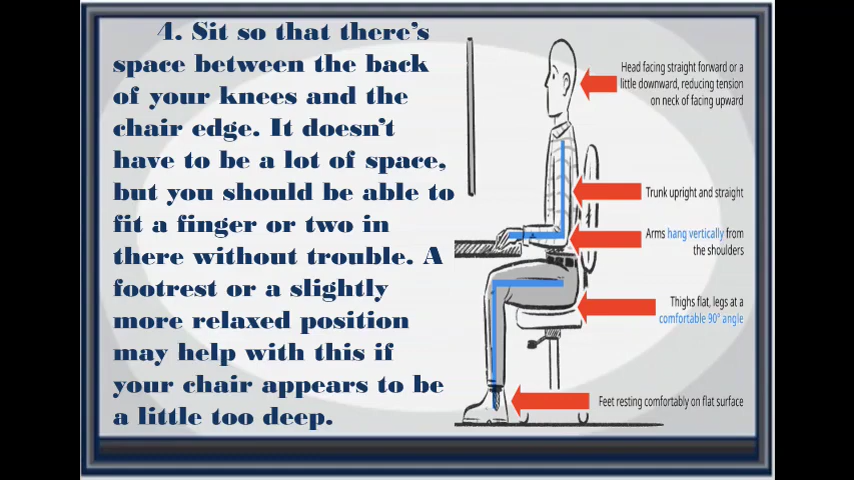 4. Sit so that there's
space between the back
of your knees and the
chair edge. It doesn't
have to be a lot of space,
but you should be able to
fit a finger or two in
there without trouble. A
footrest or a slightly
more relaxed position
may help with this if
your chair appears to be
a little too deep.
Head facing straight forward or a
little downward, reducing tension
on neck of facing upward
Trunk upright and straight
Arms hang vertically from
the shoulders
Thighs flat, legs at a
comfortable 90° angle
Feet resting comfortably on flat surface